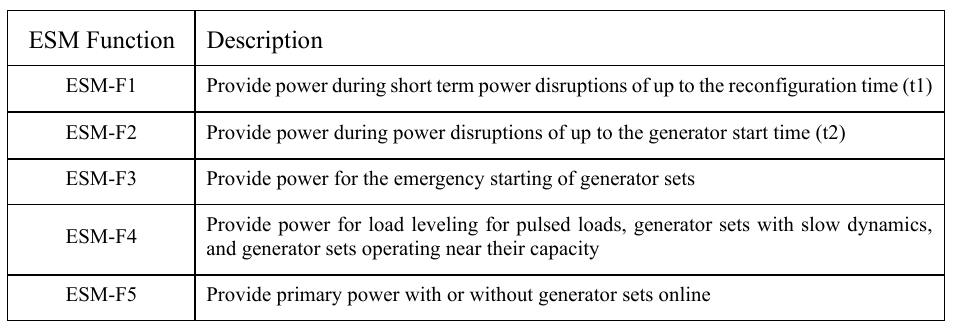 ESM Function Description
ESM-F1 Provide power during short term power disruptions of up to the reconfiguration time (t1)
ESM-F2 Provide power during power disruptions of up to the generator start time (t2)
ESM-F3 Provide power for the emergency starting of generator sets
ESM-F4 Provide power for load leveling for pulsed loads, generator sets with slow dynamics,
and generator sets operating near their capacity
ESM-F5 Provide primary power with or without generator sets online